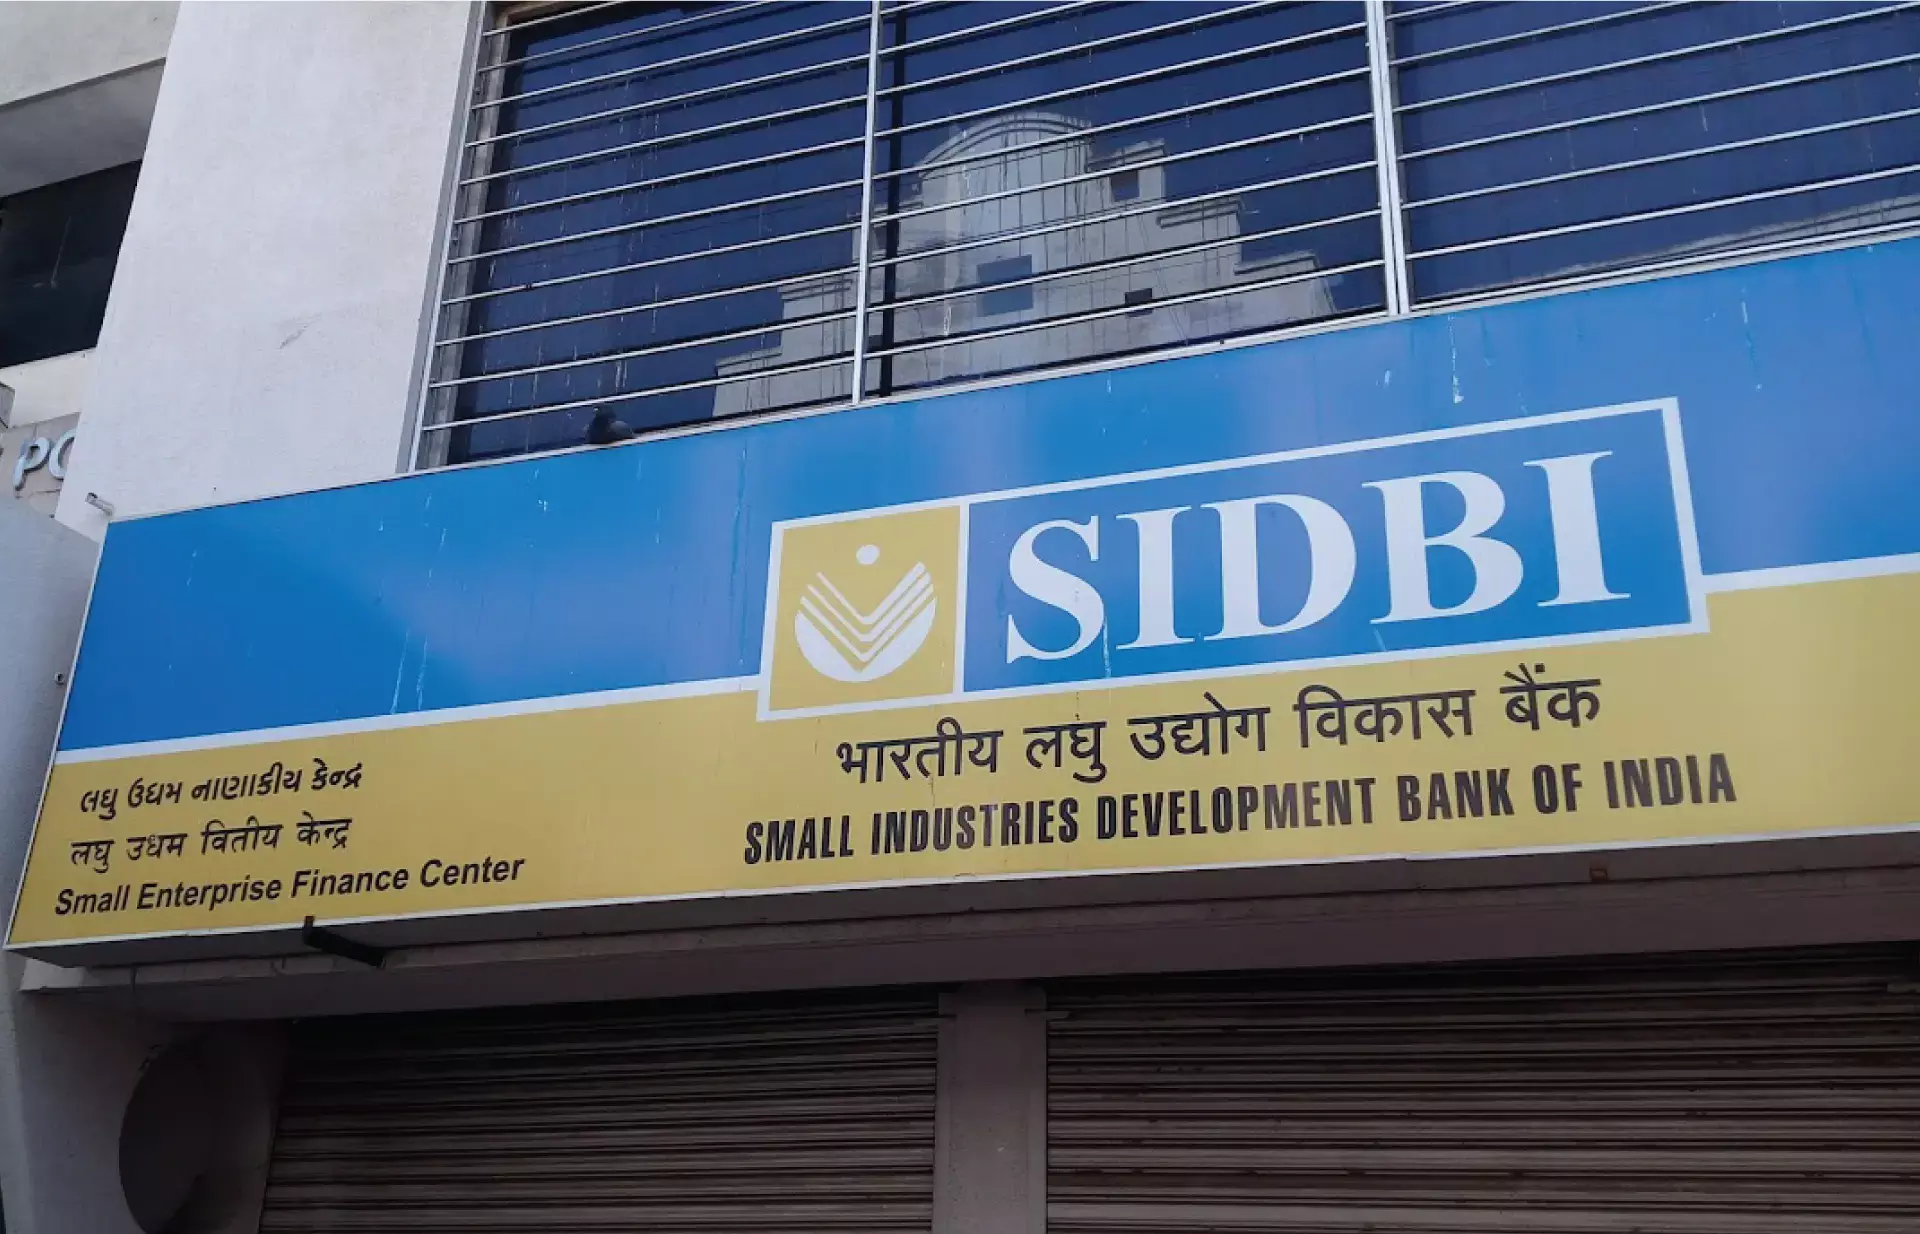 SIDBI
भारतीय लघु उद्योग विकास बैंक
SMALL INDUSTRIES DEVELOPMENT BANK OF INDIA
લઘુ ઉદ્યમ નાણાકીય કેન્દ્ર
लघु उधम वितीय केन्द्र
Small Enterprise Finance Center